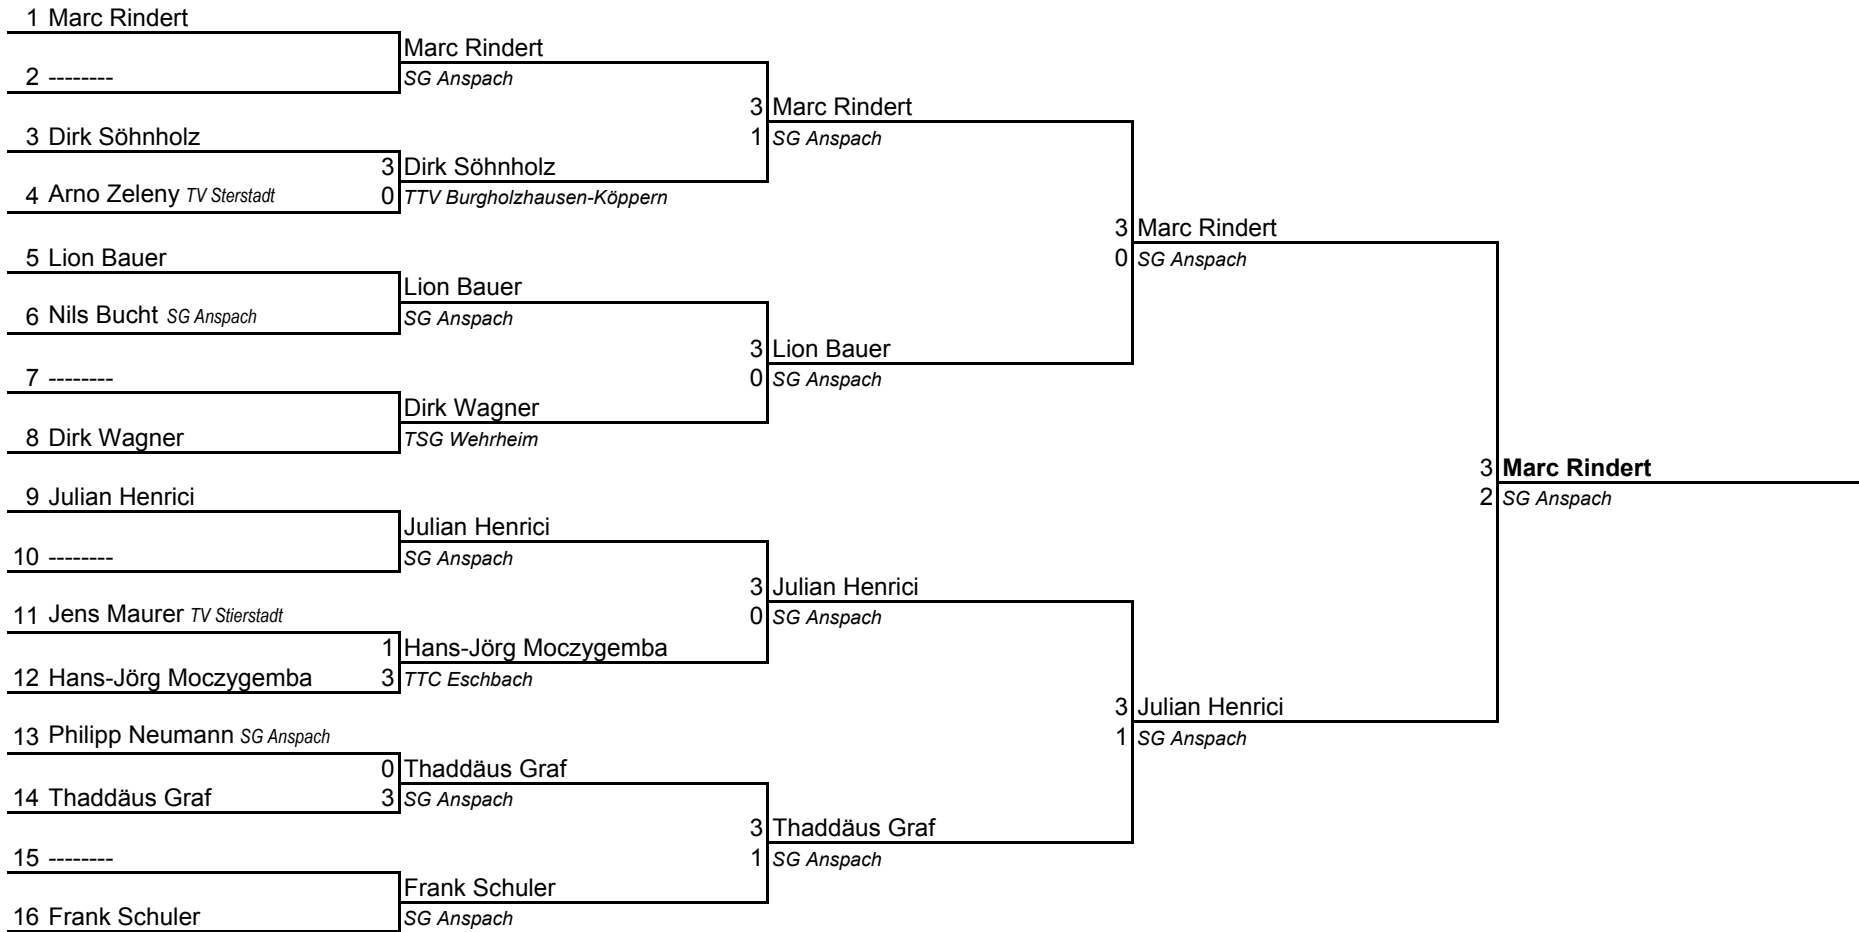 1 Marc Rindert
Marc Rindert
2 --------
SG Anspach
3 Marc Rindert
3 Dirk Söhnholz
1 SG Anspach
3 Dirk Söhnholz
4 Arno Zeleny TV Sterstadt
0 TTV Burgholzhausen-Köppern
3 Marc Rindert
5 Lion Bauer
0 SG Anspach
Lion Bauer
6 Nils Bucht SG Anspach
SG Anspach
3 Lion Bauer
7 --------
0 SG Anspach
Dirk Wagner
8 Dirk Wagner
TSG Wehrheim
3 Marc Rindert
9 Julian Henrici
2 SG Anspach
Julian Henrici
10 --------
SG Anspach
3 Julian Henrici
11 Jens Maurer TV Stierstadt
0 SG Anspach
1 Hans-Jörg Moczygemba
12 Hans-Jörg Moczygemba
3 TTC Eschbach
3 Julian Henrici
13 Philipp Neumann SG Anspach
1 SG Anspach
0 Thaddäus Graf
14 Thaddäus Graf
3 SG Anspach
3 Thaddäus Graf
15 --------
1 SG Anspach
Frank Schuler
16 Frank Schuler
SG Anspach